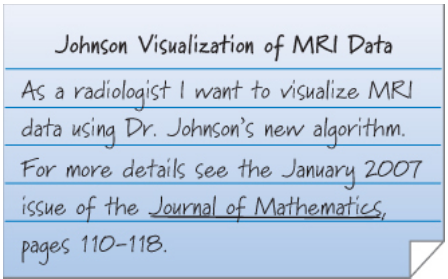 Johnson Visualization of MRI Data
As a radiologist I want to visualize MRI
data using Dr. Johnson's new algorithm.
For more details see the January 2007
issue of the Journal of Mathematics,
pages 110-118.